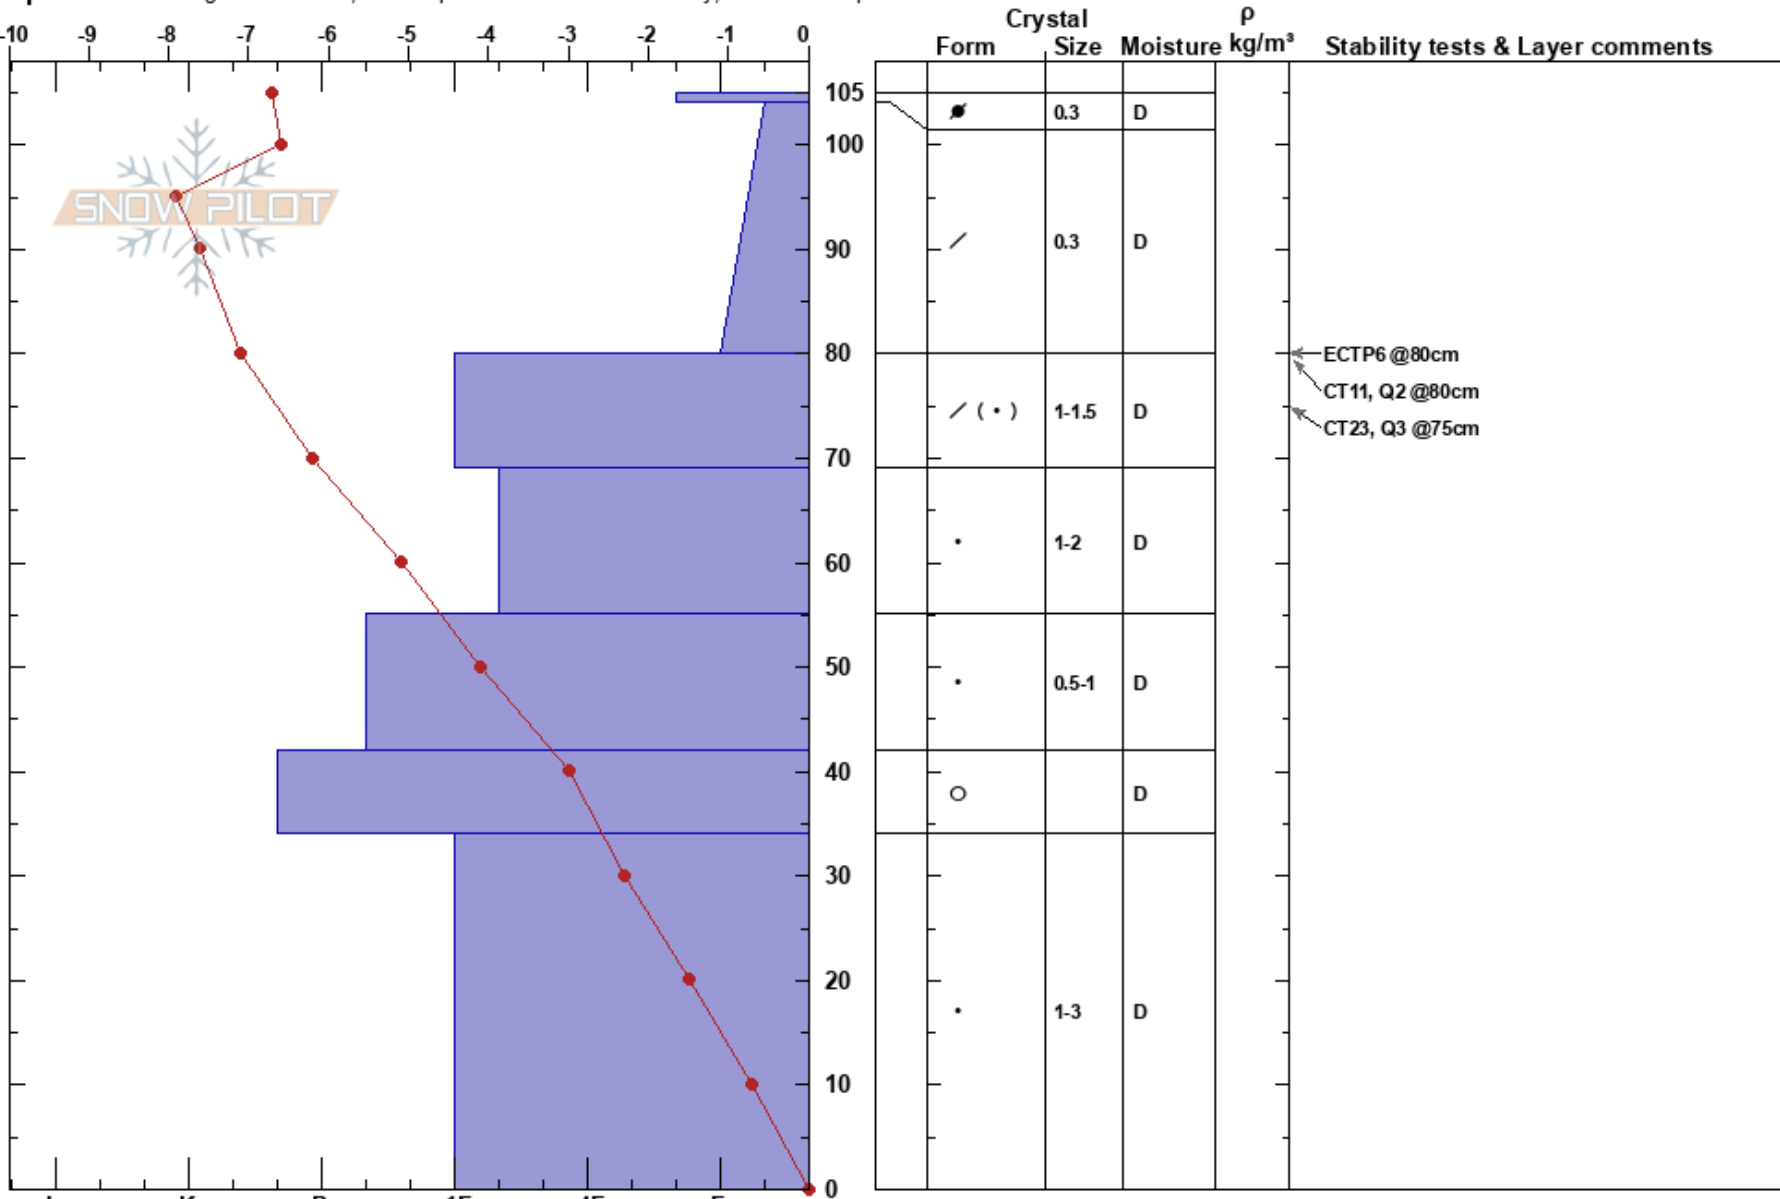 Crystal ρ
Form Size Moisture kg/m³ Stability tests & Layer comments
-10 -9 -8 -7 -6 -5 -4 -3 -2 -1 0
105
0.3 D
100
SNOW PILOT
90
0.3 D
80
ECTP6 @80cm
CT11, Q2 @80cm
( • ) 1-1.5 D
CT23, Q3 @75cm
70
1-2 D
60
50
0.5-1 D
40
D
30
20
1-3 D
10
0